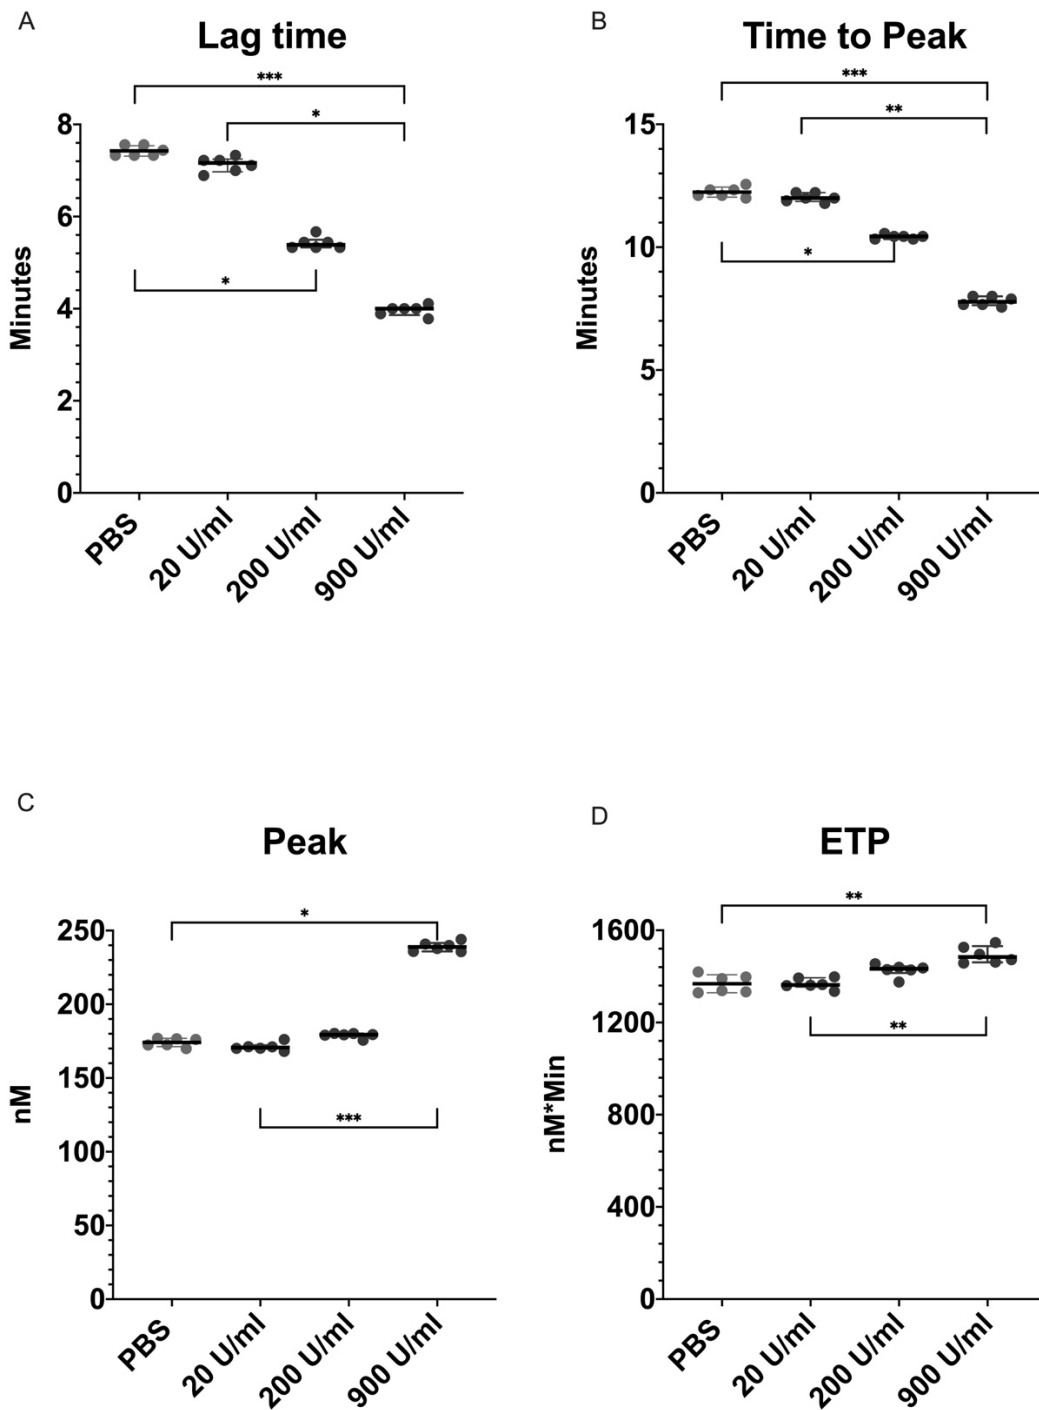 A
Lag time
***
*
8
6
4
2
0
Minutes
*
PBS
20 U/ml
200 U/ml
900 U/ml
B
Time to Peak
***
**
15
10
5
0
Minutes
*
PBS
20 U/ml
200 U/ml
900 U/ml
C
Peak
*
250
200
150
100
50
0
nM
***
PBS
20 U/ml
200 U/ml
900 U/ml
D
ETP
**
1600
1200
800
400
0
nM*Min
**
PBS
20 U/ml
200 U/ml
900 U/ml